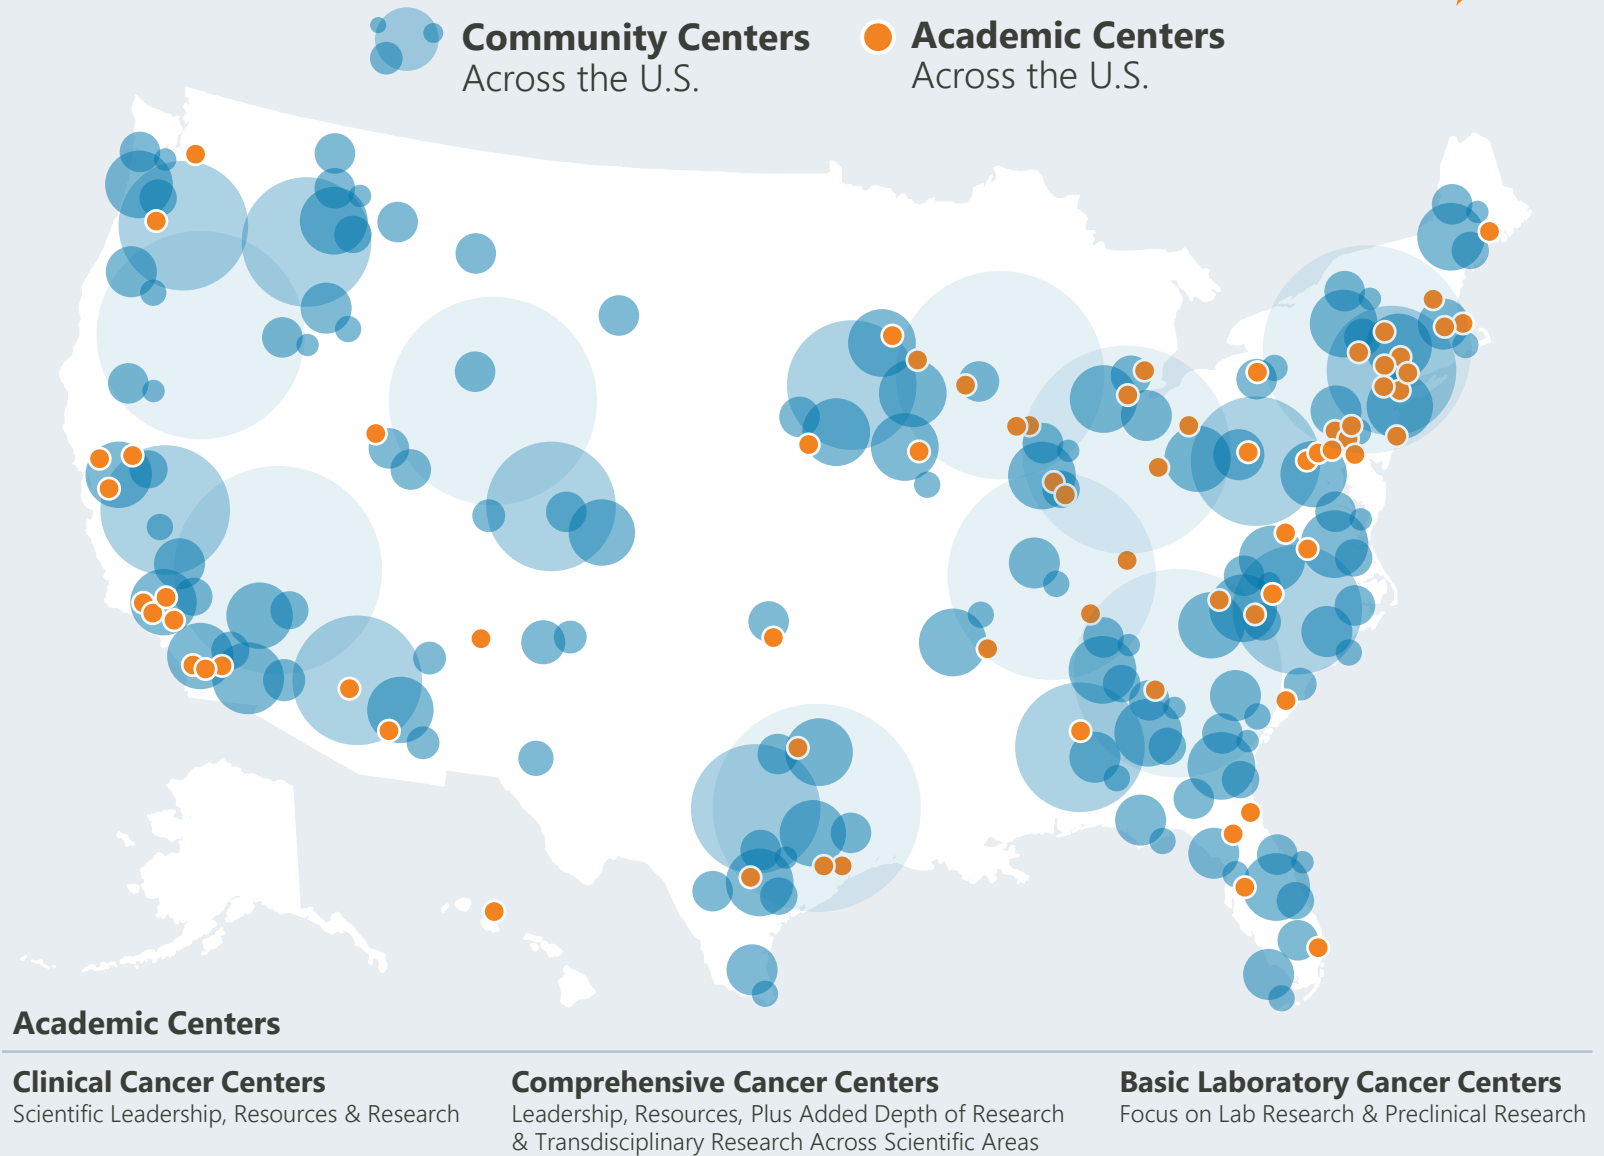 Community Centers
Across the U.S.
Academic Centers
Across the U.S.
Academic Centers
Clinical Cancer Centers
Scientific Leadership, Resources & Research
Comprehensive Cancer Centers
Leadership, Resources, Plus Added Depth of Research
& Transdisciplinary Research Across Scientific Areas
Basic Laboratory Cancer Centers
Focus on Lab Research & Preclinical Research